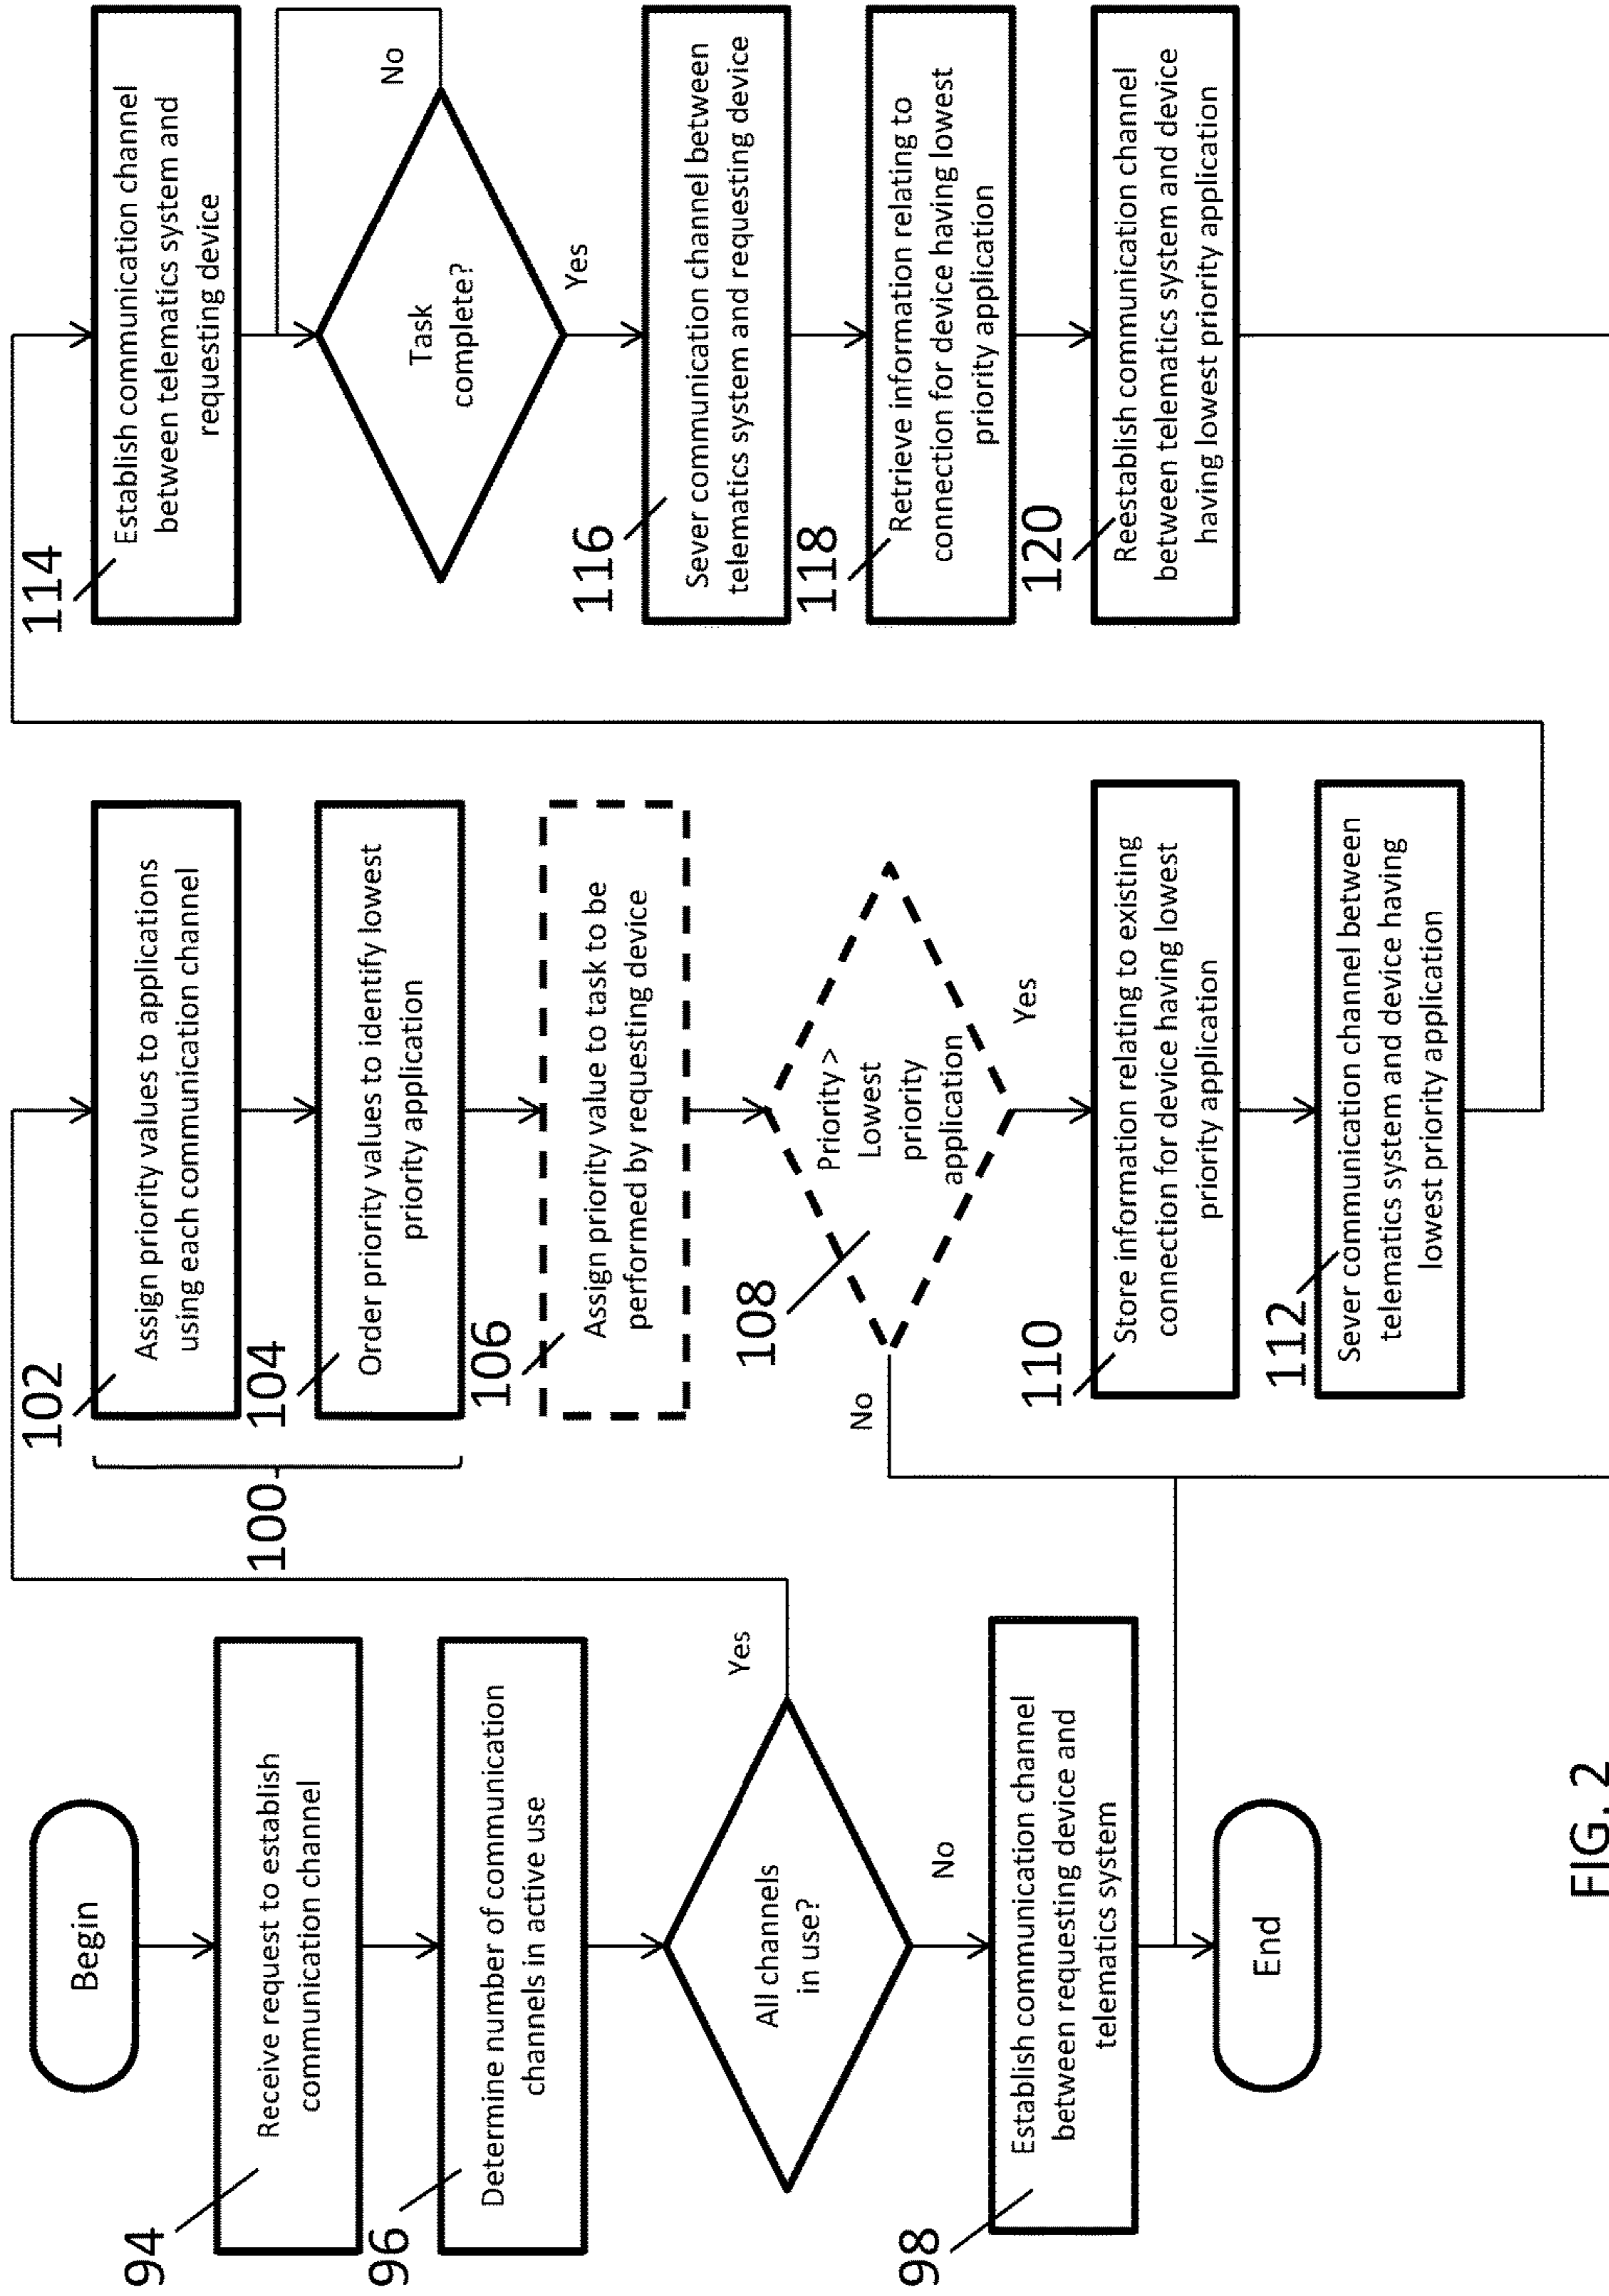 Begin
94
Receive request to establish
communication channel
96
Determine number of communication
channels in active use
All channels
in use?
Yes
No
98
Establish communication channel
between requesting device and
telematics system
End
100
102
Assign priority values to applications
using each communication channel
104
Order priority values to identify lowest
priority application
106
Assign priority value to task to be
performed by requesting device
108
Priority >
Lowest
priority
application
No
Yes
110
Store information relating to existing
connection for device having lowest
priority application
112
Sever communication channel between
telematics system and device having
lowest priority application
114
Establish communication channel
between telematics system and
requesting device
Task
complete?
No
Yes
116
Sever communication channel between
telematics system and requesting device
118
Retrieve information relating to
connection for device having lowest
priority application
120
Reestablish communication channel
between telematics system and device
having lowest priority application
FIG. 2